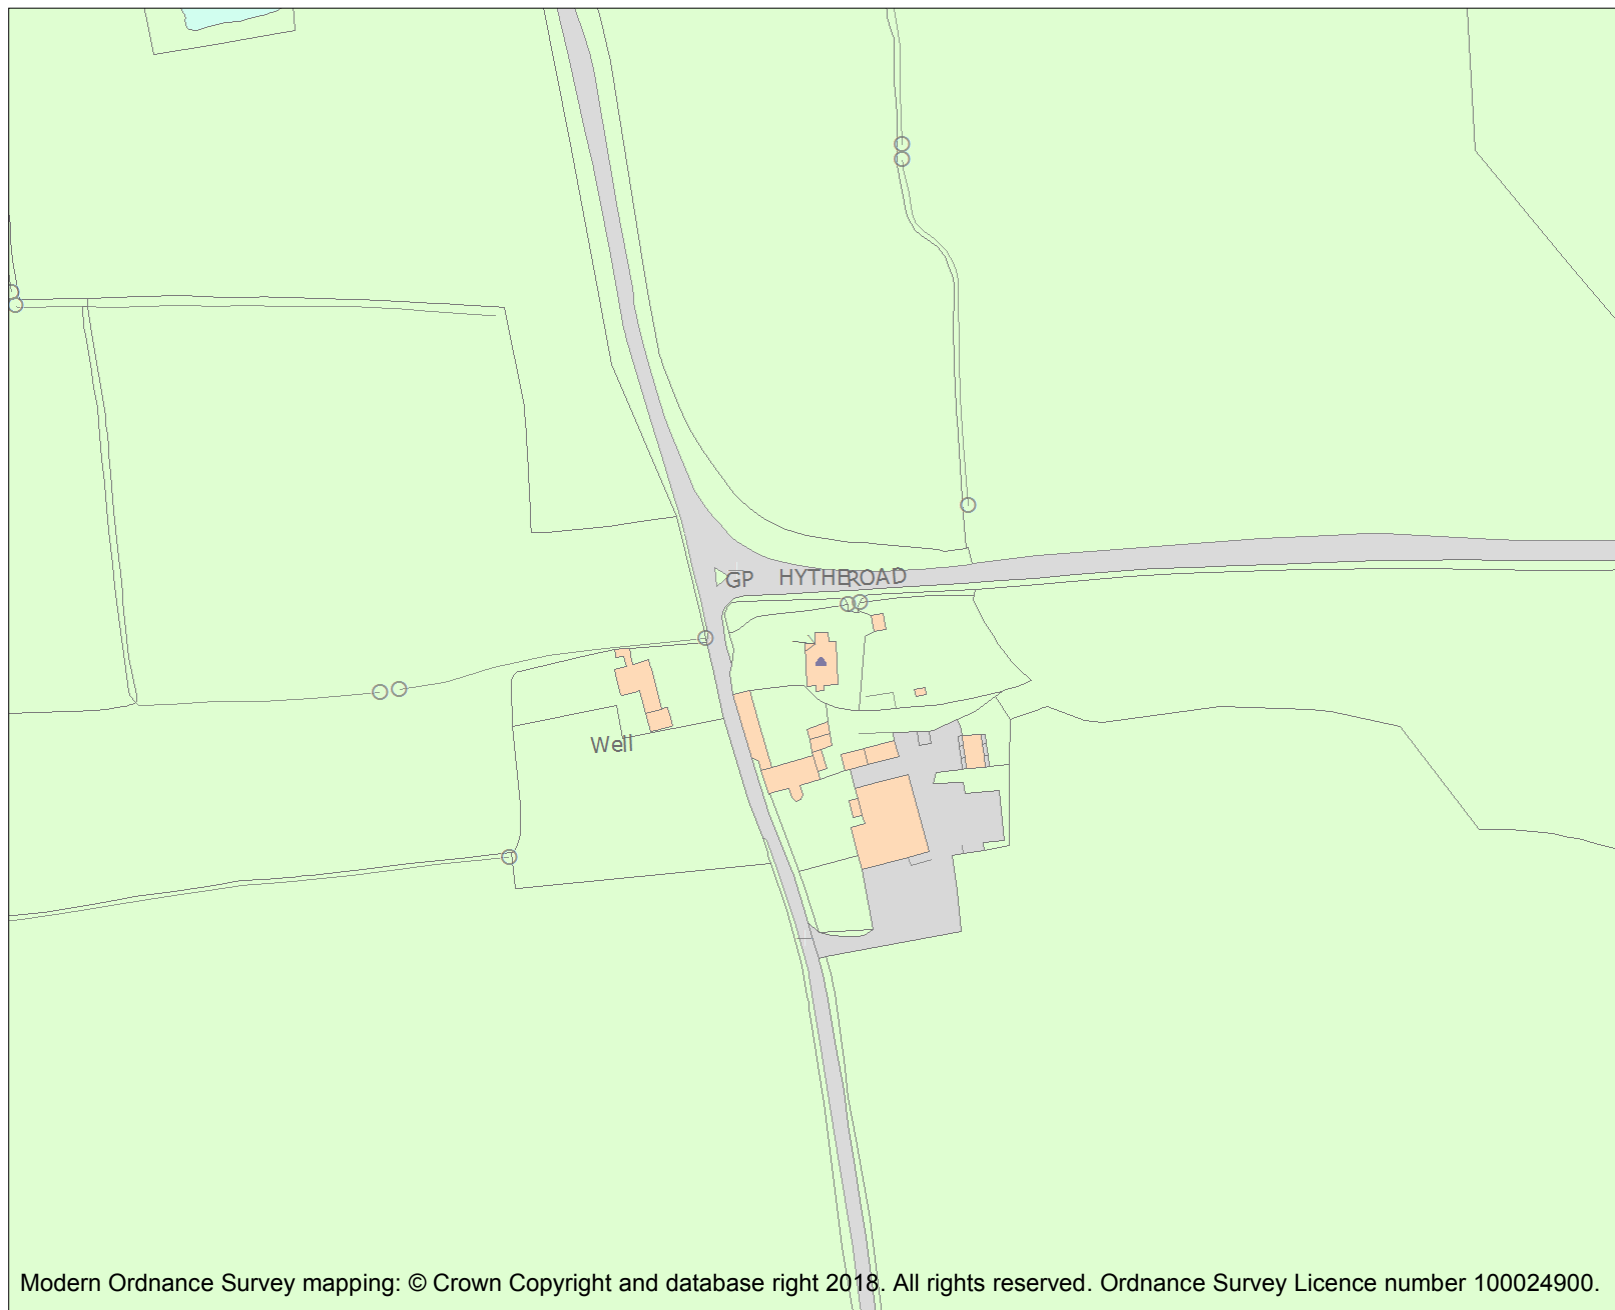 GP HYTHE ROAD
Well
Modern Ordnance Survey mapping: © Crown Copyright and database right 2018. All rights reserved. Ordnance Survey Licence number 100024900.